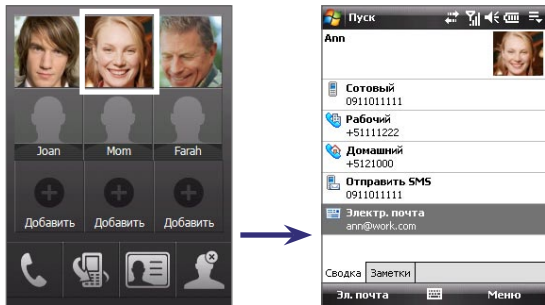 Joan Mom Farah
Добавить Добавить Добавить
Пуск
Ann
Сотовый
0911011111
Рабочий
+51111222
Домашний
+5121000
Отправить SMS
0911011111
Электр. почта
ann@work.com
Сводка Заметки
Эл. почта Меню